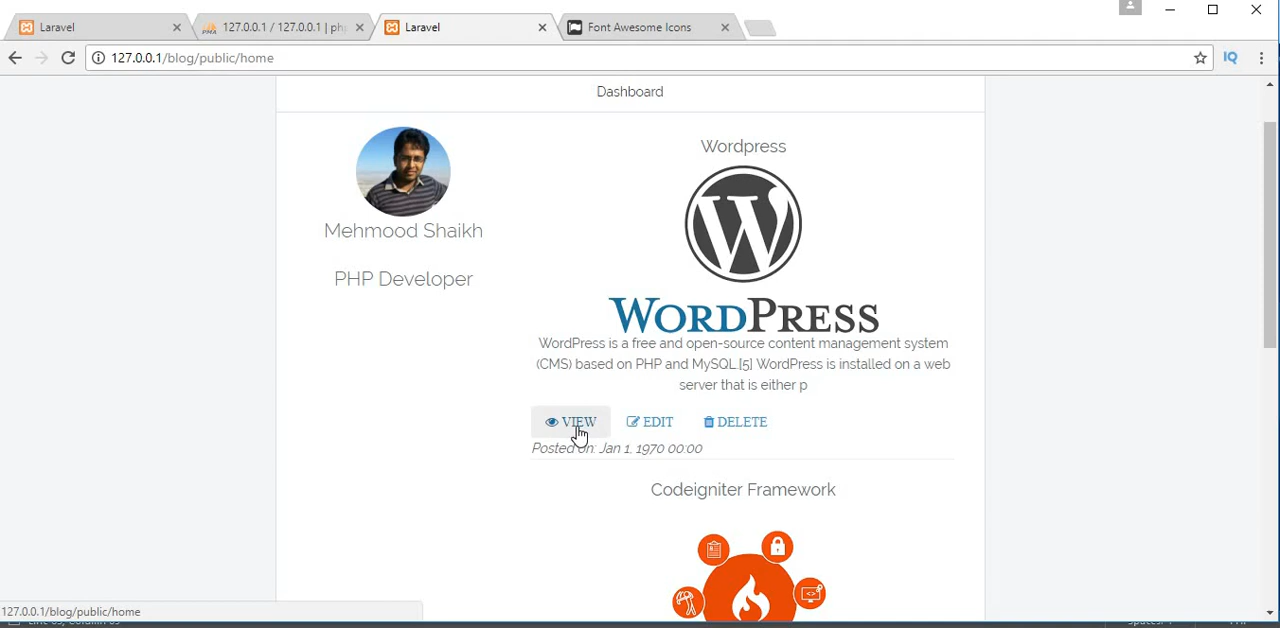 Laravel
127.0.0.1 / 127.0.0.1 | ph
Laravel
Font Awesome Icons
127.0.0.1/blog/public/home
IQ
Dashboard
Mehmood Shaikh
PHP Developer
Wordpress
W
WORDPRESS
WordPress is a free and open-source content management system
(CMS) based on PHP and MySQL.[5] WordPress is installed on a web
server that is either p
VIEW EDIT DELETE
Posted on: Jan 1, 1970 00:00
Codeigniter Framework
127.0.0.1/blog/public/home